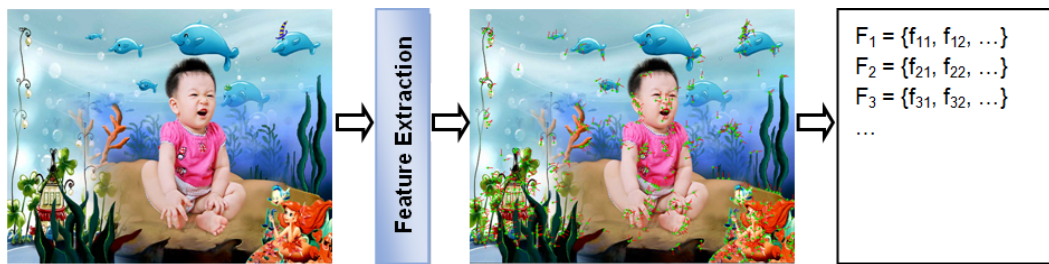 Feature Extraction
F₁ = {f₁₁, f₁₂, …}
F₂ = {f₂₁, f₂₂, …}
F₃ = {f₃₁, f₃₂, …}
…